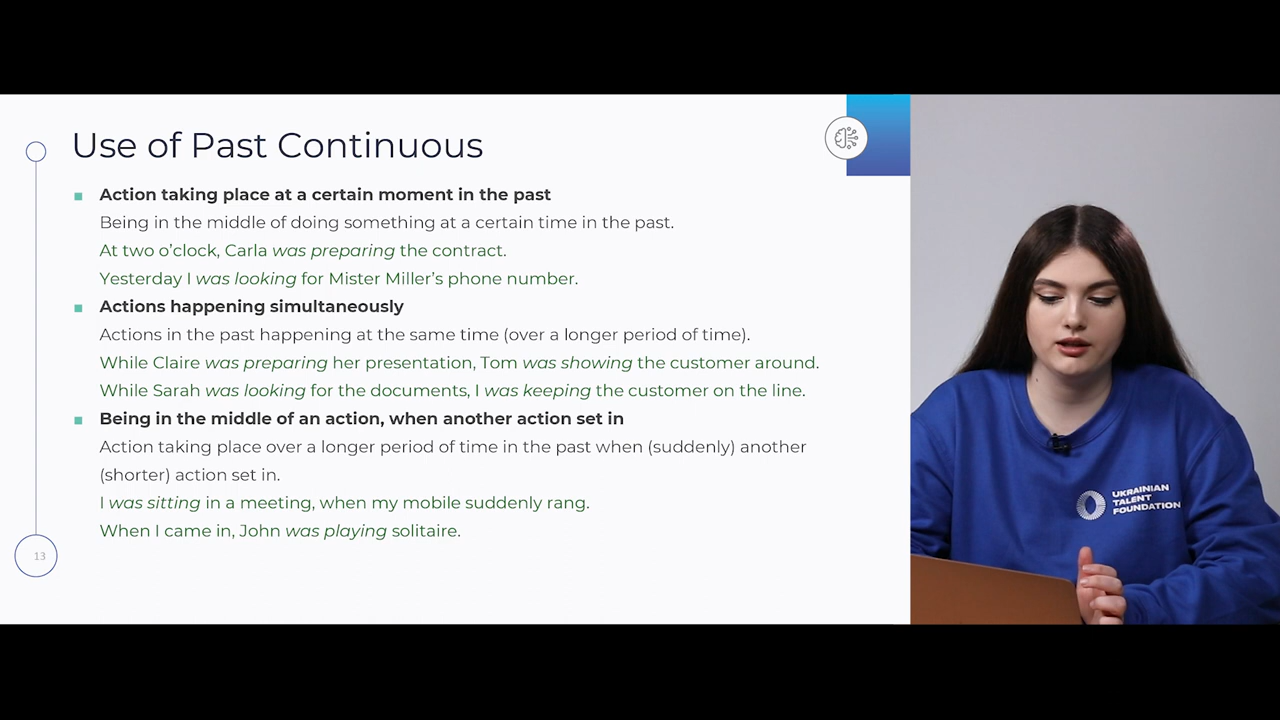 Use of Past Continuous
Action taking place at a certain moment in the past
Being in the middle of doing something at a certain time in the past.
At two o’clock, Carla was preparing the contract.
Yesterday I was looking for Mister Miller’s phone number.
Actions happening simultaneously
Actions in the past happening at the same time (over a longer period of time).
While Claire was preparing her presentation, Tom was showing the customer around.
While Sarah was looking for the documents, I was keeping the customer on the line.
Being in the middle of an action, when another action set in
Action taking place over a longer period of time in the past when (suddenly) another
(shorter) action set in.
I was sitting in a meeting, when my mobile suddenly rang.
When I came in, John was playing solitaire.
13
UKRAINIAN
TALENT
FOUNDATION